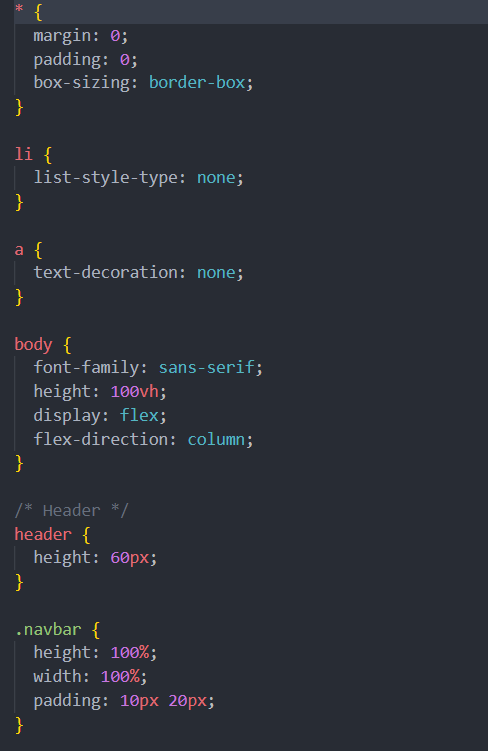 * {
  margin: 0;
  padding: 0;
  box-sizing: border-box;
}

li {
  list-style-type: none;
}

a {
  text-decoration: none;
}

body {
  font-family: sans-serif;
  height: 100vh;
  display: flex;
  flex-direction: column;
}

/* Header */
header {
  height: 60px;
}

.navbar {
  height: 100%;
  width: 100%;
  padding: 10px 20px;
}